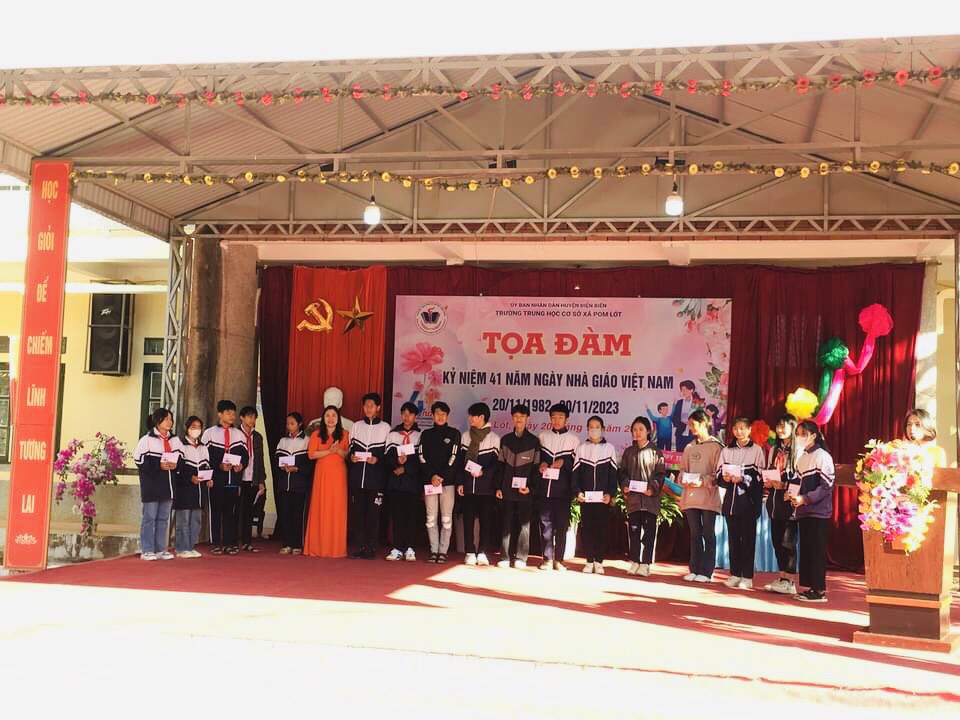 HỌC
GIỎI
ĐỂ
CHIẾM
LĨNH
TƯƠNG
LAI
ỦY BAN NHÂN DÂN HUYỆN ĐIỆN BIÊN
TRƯỜNG TRUNG HỌC CƠ SỞ XÃ POM LÓT
TỌA ĐÀM
KỶ NIỆM 41 NĂM NGÀY NHÀ GIÁO VIỆT NAM
20/11/1982 20/11/2023
Lót,